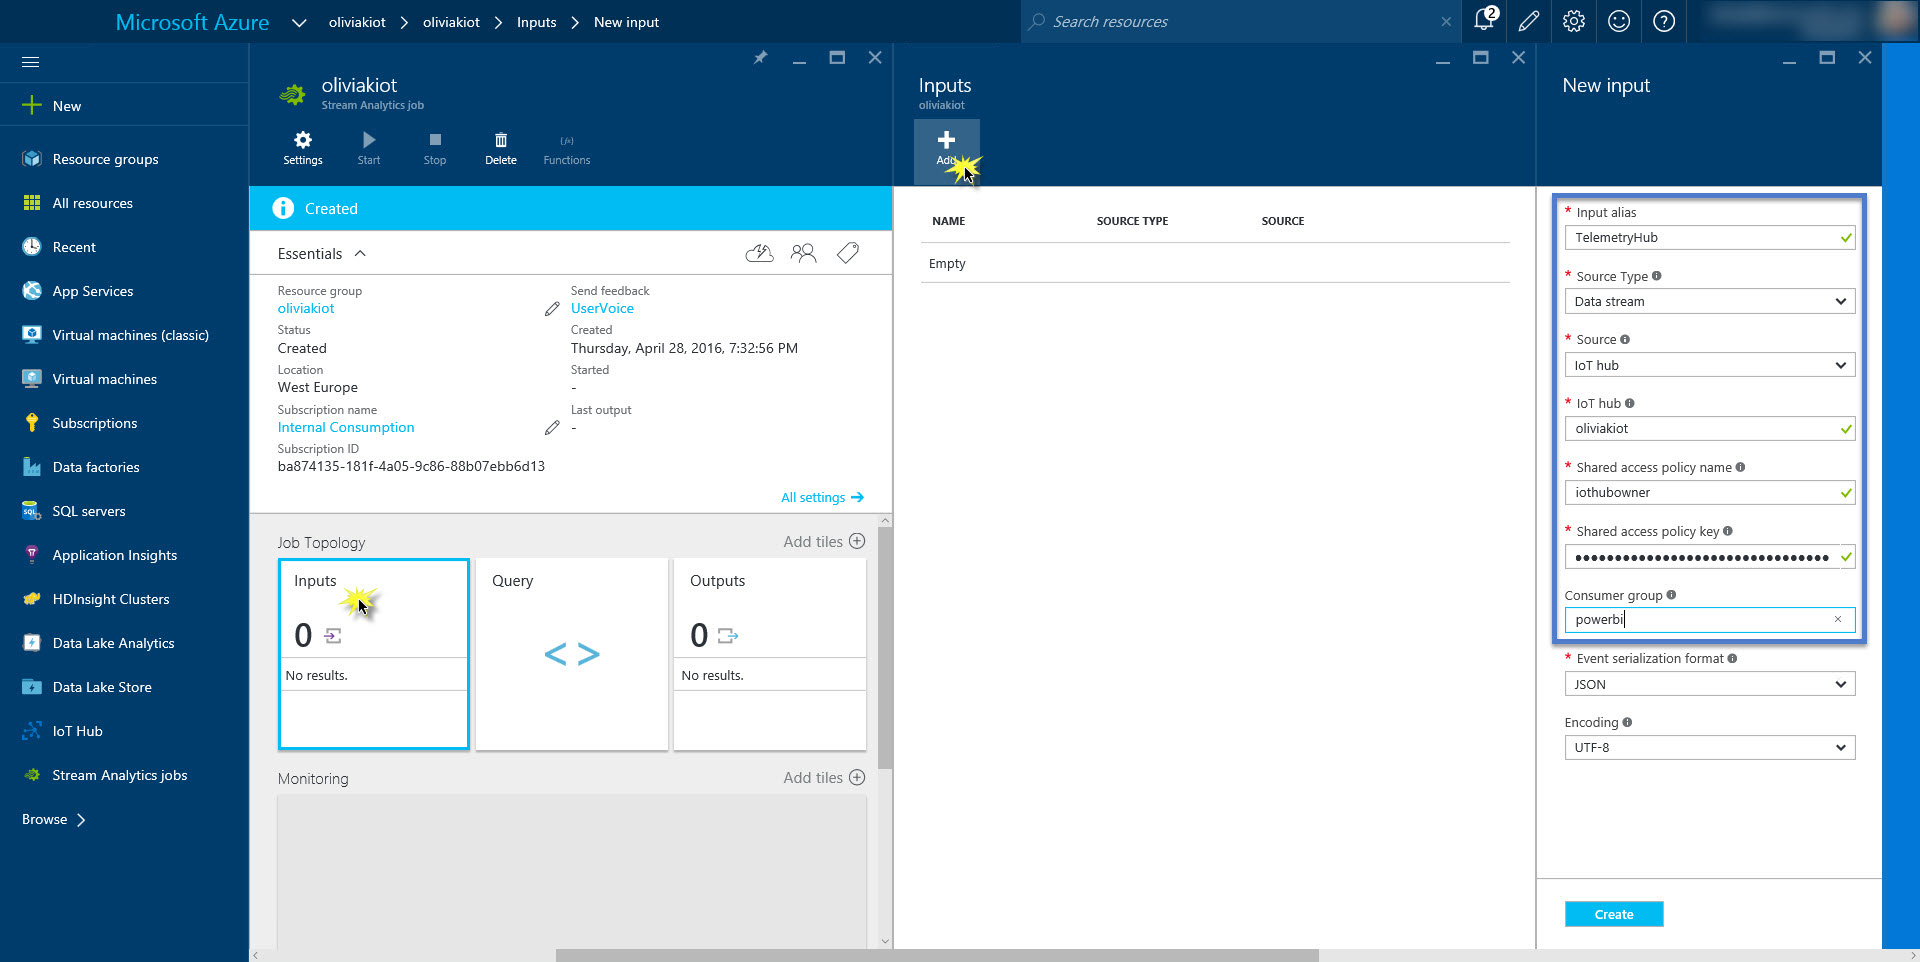 Microsoft Azure
oliviakiot
oliviakiot
Inputs
New input
Search resources
2
New
Resource groups
All resources
Recent
App Services
Virtual machines (classic)
Virtual machines
Subscriptions
Data factories
SQL servers
Application Insights
HDInsight Clusters
Data Lake Analytics
Data Lake Store
IoT Hub
Stream Analytics jobs
Browse
oliviakiot
Stream Analytics job
Settings
Start
Stop
Delete
Functions
Created
Essentials
Resource group
oliviakiot
Status
Created
Location
West Europe
Subscription name
Internal Consumption
Subscription ID
ba874135-181f-4a05-9c86-88b07ebb6d13
Send feedback
UserVoice
Created
Thursday, April 28, 2016, 7:32:56 PM
Started
-
Last output
-
All settings
Job Topology
Add tiles
Inputs
0
No results.
Query
< >
Outputs
0
No results.
Monitoring
Add tiles
Inputs
oliviakiot
Add
NAME SOURCE TYPE SOURCE
Empty
New input
* Input alias
TelemetryHub
* Source Type
Data stream
* Source
IoT hub
* IoT hub
oliviakiot
* Shared access policy name
iothubowner
* Shared access policy key
••••••••••••••••••••••••••••••••
Consumer group
powerbi
* Event serialization format
JSON
Encoding
UTF-8
Create